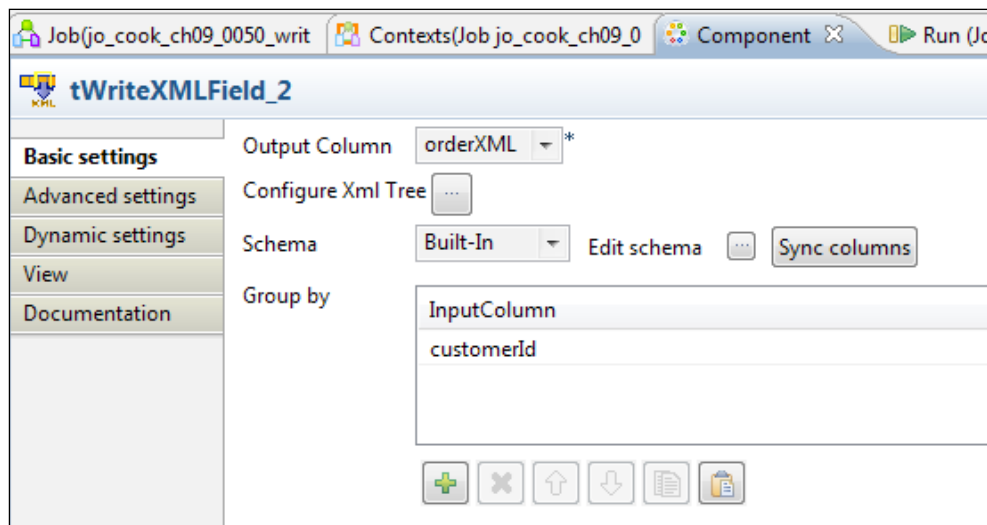 Job(jo_cook_ch09_0050_writ Contexts(Job jo_cook_ch09_0 Component Run (Jo
XML tWriteXMLField_2
Basic settings
Advanced settings
Dynamic settings
View
Documentation
Output Column orderXML *
Configure Xml Tree ...
Schema Built-In Edit schema ... Sync columns
Group by
InputColumn
customerId